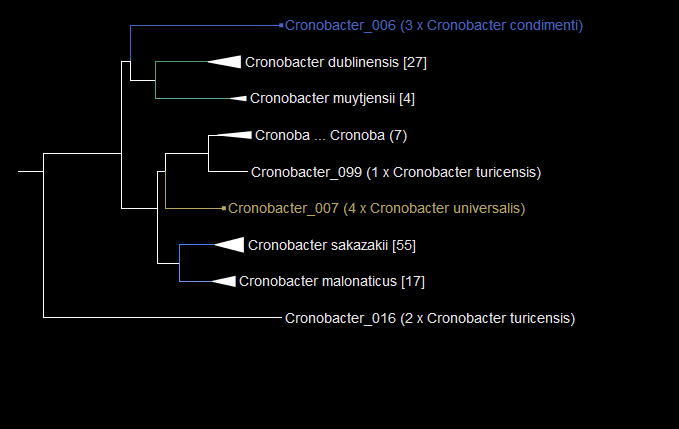 Cronobacter_006 (3 x Cronobacter condimenti)
Cronobacter dublinensis [27]
Cronobacter muytjensii [4]
Cronoba ... Cronoba (7)
Cronobacter_099 (1 x Cronobacter turicensis)
Cronobacter_007 (4 x Cronobacter universalis)
Cronobacter sakazakii [55]
Cronobacter malonaticus [17]
Cronobacter_016 (2 x Cronobacter turicensis)